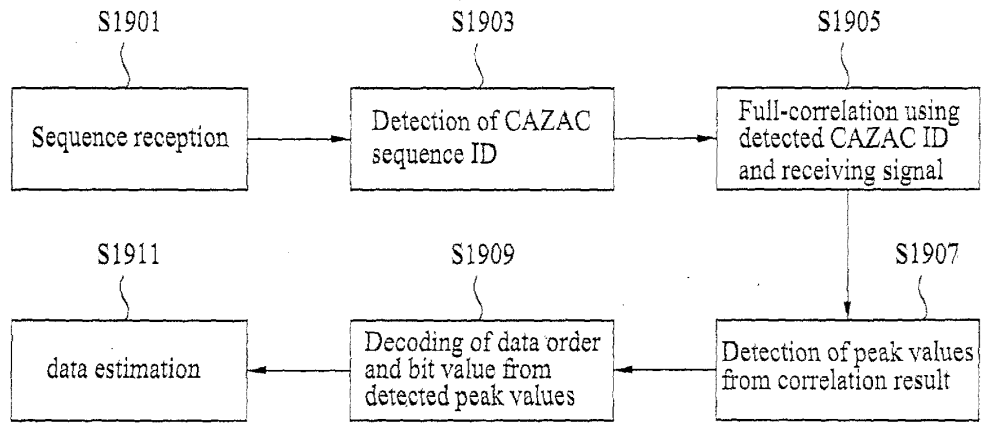 S1901
S1903
S1905
Sequence reception
Detection of CAZAC
sequence ID
Full-correlation using
detected CAZAC ID
and receiving signal
S1911
S1909
S1907
data estimation
Decoding of data order
and bit value from
detected peak values
Detection of peak values
from correlation result